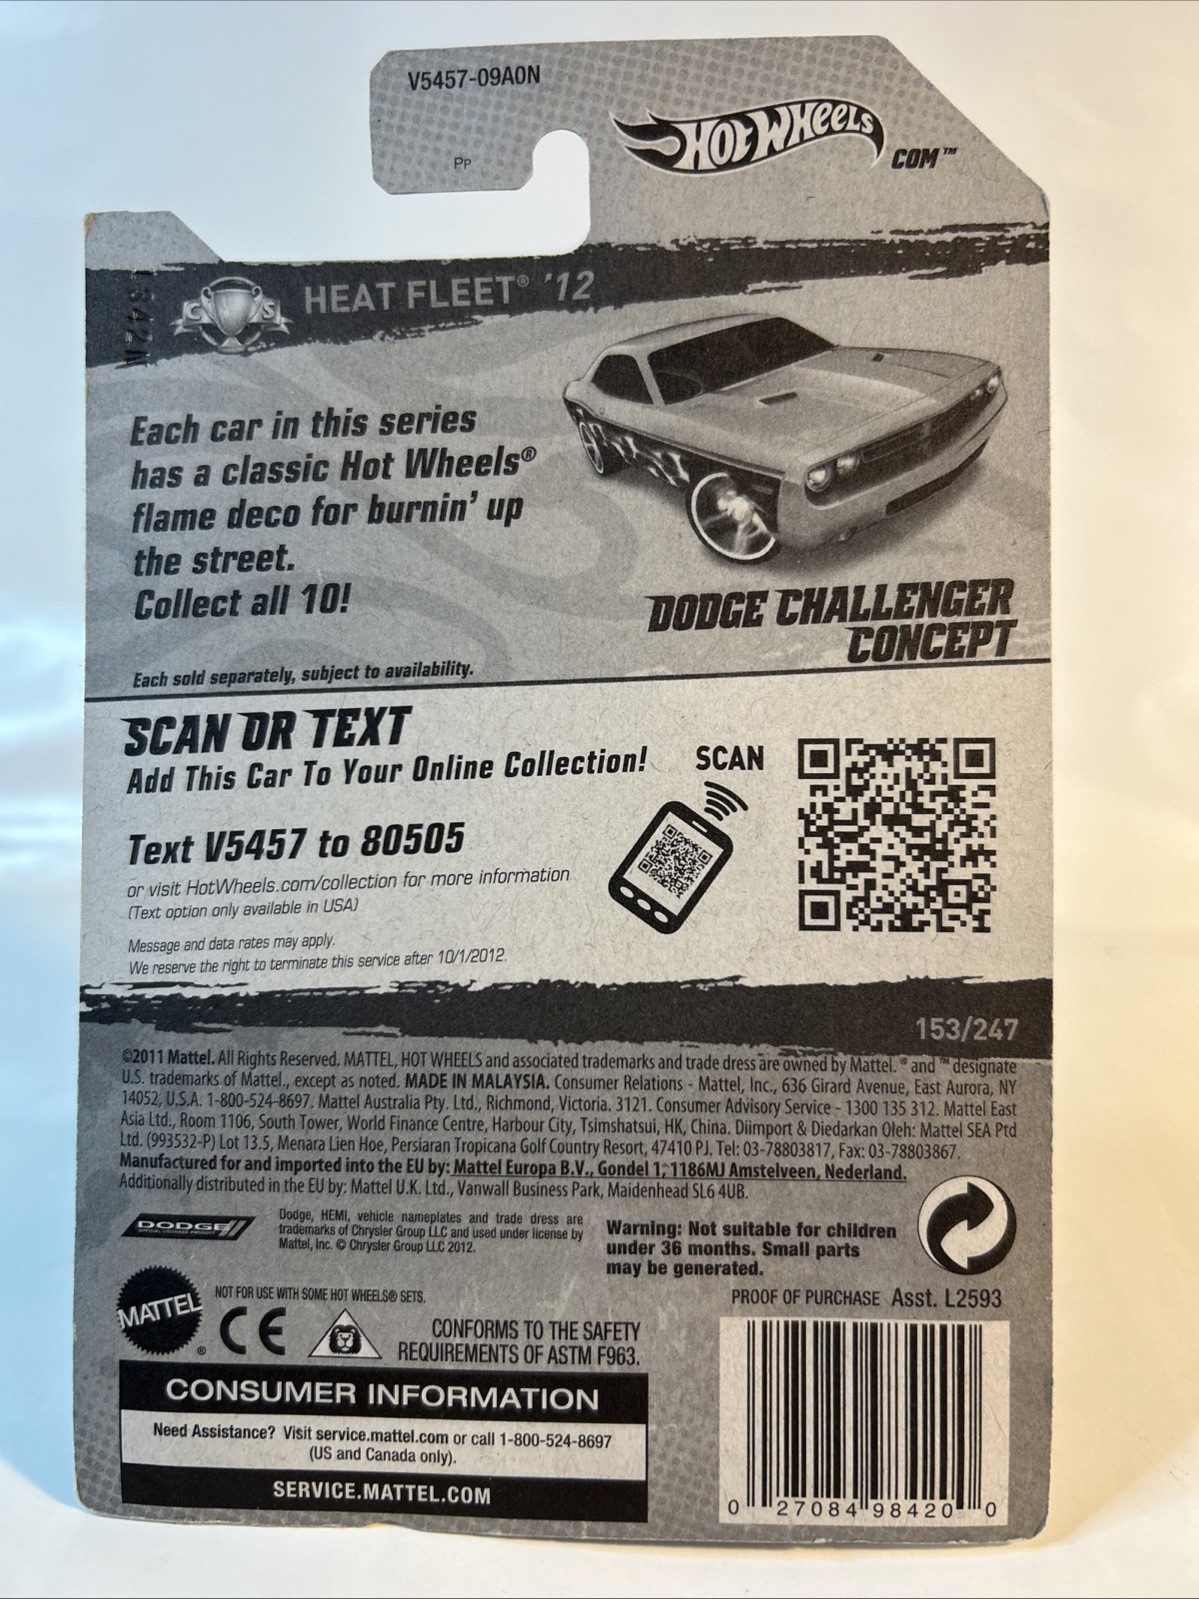 V5457-09A0N
Pp
HOT WHEELS
COM™
C S
HEAT FLEET® '12
Each car in this series
has a classic Hot Wheels®
flame deco for burnin' up
the street.
Collect all 10!
DODGE CHALLENGER
CONCEPT
Each sold separately, subject to availability.
SCAN OR TEXT
Add This Car To Your Online Collection!
SCAN
Text V5457 to 80505
or visit HotWheels.com/collection for more information
(Text option only available in USA)
Message and data rates may apply.
We reserve the right to terminate this service after 10/1/2012.
153/247
©2011 Mattel. All Rights Reserved. MATTEL, HOT WHEELS and associated trademarks and trade dress are owned by Mattel. ® and ™ designate
U.S. trademarks of Mattel., except as noted. MADE IN MALAYSIA. Consumer Relations - Mattel, Inc., 636 Girard Avenue, East Aurora, NY
14052, U.S.A. 1-800-524-8697. Mattel Australia Pty. Ltd., Richmond, Victoria. 3121. Consumer Advisory Service - 1300 135 312. Mattel East
Asia Ltd., Room 1106, South Tower, World Finance Centre, Harbour City, Tsimshatsui, HK, China. Diimport & Diedarkan Oleh: Mattel SEA Ptd
Ltd. (993532-P) Lot 13.5, Menara Lien Hoe, Persiaran Tropicana Golf Country Resort, 47410 PJ. Tel: 03-78803817, Fax: 03-78803867.
Manufactured for and imported into the EU by: Mattel Europa B.V., Gondel 1, 1186MJ Amstelveen, Nederland.
Additionally distributed in the EU by: Mattel U.K. Ltd., Vanwall Business Park, Maidenhead SL6 4UB.
DODGE
Dodge, HEMI, vehicle nameplates and trade dress are
trademarks of Chrysler Group LLC and used under license by
Mattel, Inc. © Chrysler Group LLC 2012.
Warning: Not suitable for children
under 36 months. Small parts
may be generated.
MATTEL®
NOT FOR USE WITH SOME HOT WHEELS® SETS.
CE
CONFORMS TO THE SAFETY
REQUIREMENTS OF ASTM F963.
PROOF OF PURCHASE Asst. L2593
CONSUMER INFORMATION
Need Assistance? Visit service.mattel.com or call 1-800-524-8697
(US and Canada only).
SERVICE.MATTEL.COM
0 27084 98420 0